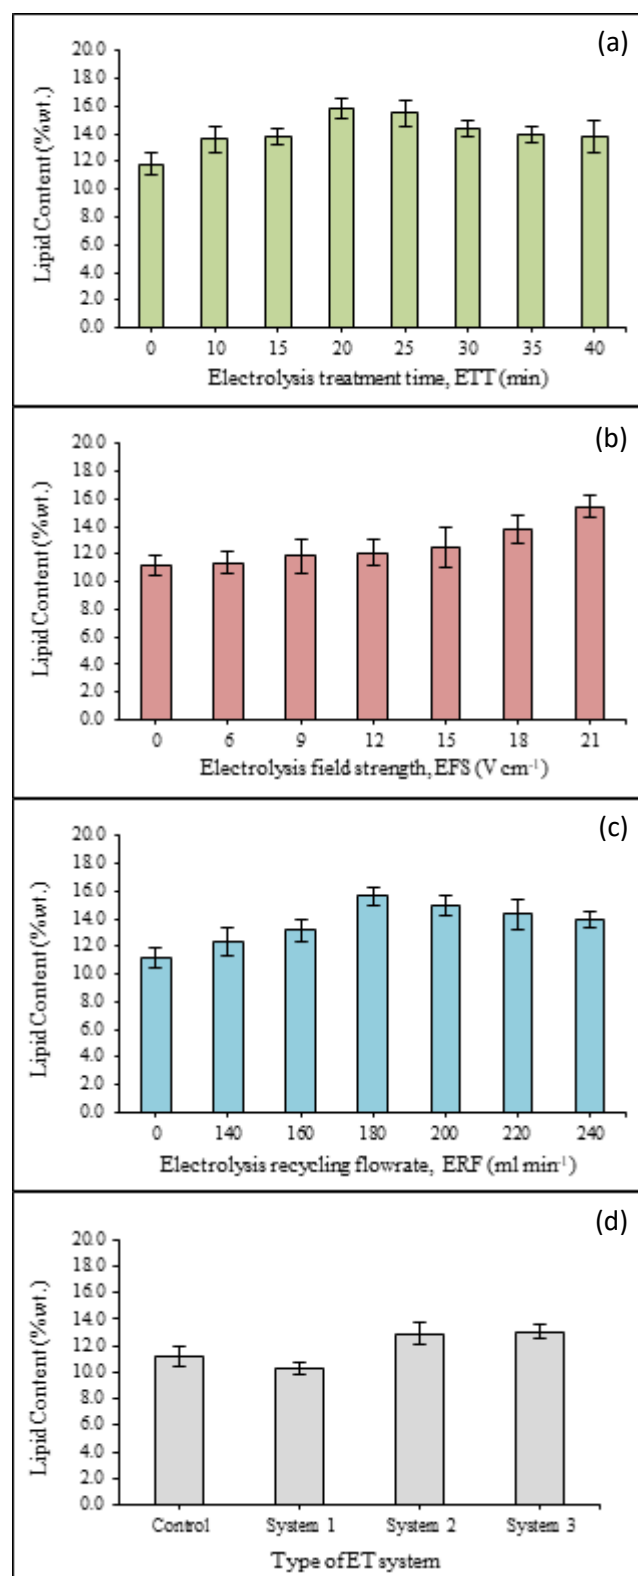 (a)
20.0
18.0
16.0
14.0
12.0
10.0
8.0
6.0
4.0
2.0
0.0
Lipid Content (%wt.)
0 10 15 20 25 30 35 40
Electrolysis treatment time, ETT (min)
(b)
20.0
18.0
16.0
14.0
12.0
10.0
8.0
6.0
4.0
2.0
0.0
Lipid Content (%wt.)
0 6 9 12 15 18 21
Electrolysis field strength, EFS (V cm⁻¹)
(c)
20.0
18.0
16.0
14.0
12.0
10.0
8.0
6.0
4.0
2.0
0.0
Lipid Content (%wt.)
0 140 160 180 200 220 240
Electrolysis recycling flowrate, ERF (ml min⁻¹)
(d)
20.0
18.0
16.0
14.0
12.0
10.0
8.0
6.0
4.0
2.0
0.0
Lipid Content (%wt.)
Control System 1 System 2 System 3
Type of ET system